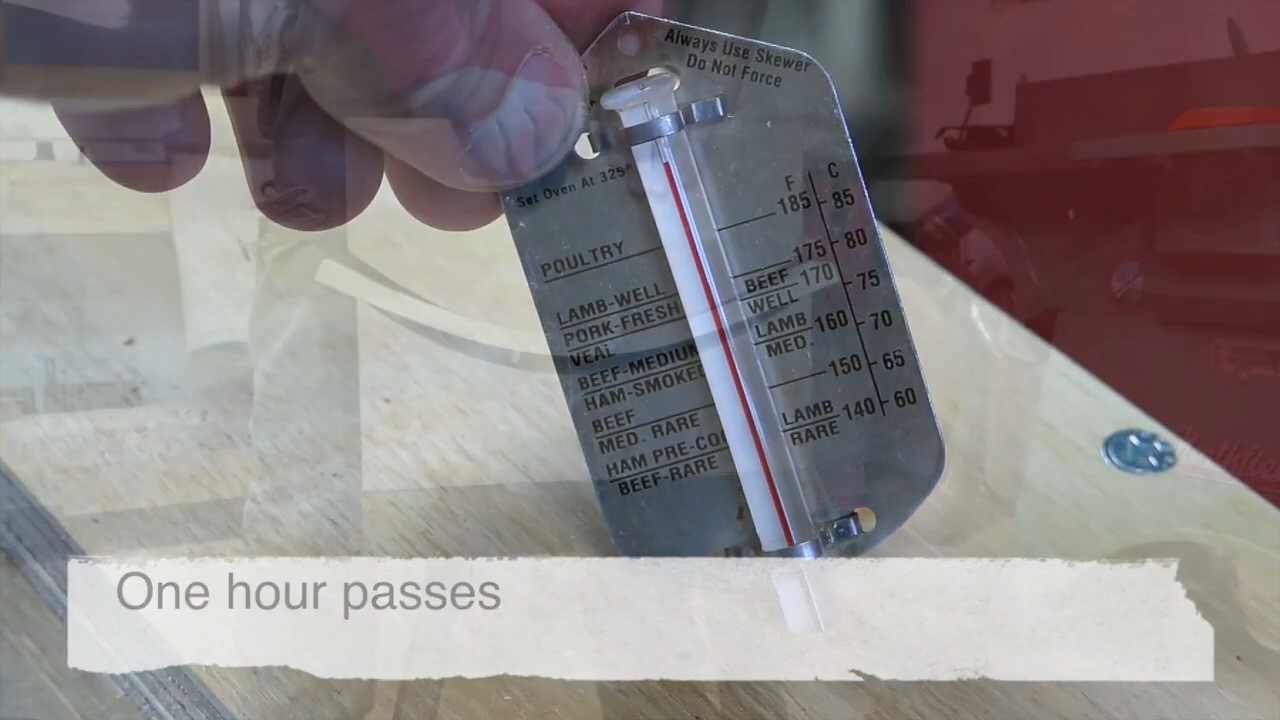 Always Use Skewer
Do Not Force
Set Oven At 325°
F C
185 85
POULTRY
175 80
BEEF 170
WELL
75
LAMB-WELL
PORK-FRESH
VEAL
LAMB 160
MED.
70
BEEF-MEDIUM
HAM-SMOKED
150 65
BEEF
MED. RARE
LAMB 140 60
RARE
HAM PRE-COO
BEEF-RARE
One hour passes